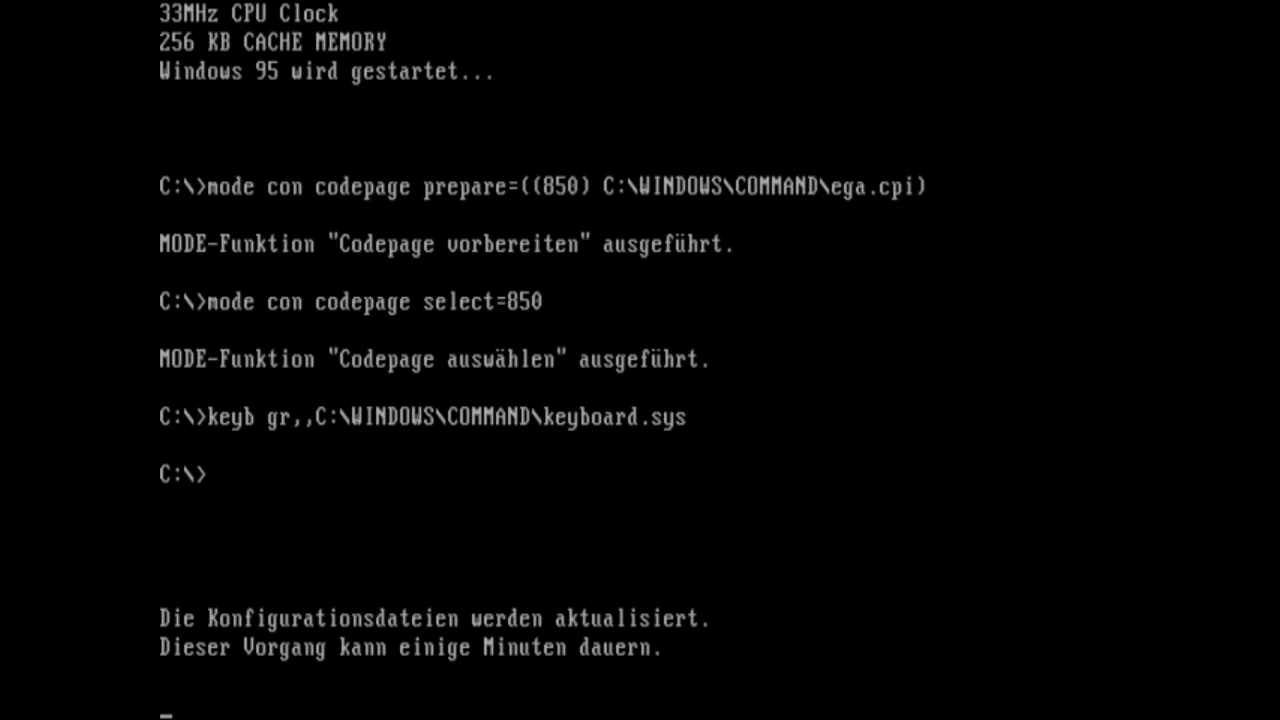 33MHz CPU Clock
256 KB CACHE MEMORY
Windows 95 wird gestartet...
C:\>mode con codepage prepare=((850) C:\WINDOWS\COMMAND\ega.cpi)
MODE-Funktion "Codepage vorbereiten" ausgeführt.
C:\>mode con codepage select=850
MODE-Funktion "Codepage auswählen" ausgeführt.
C:\>keyb gr,,C:\WINDOWS\COMMAND\keyboard.sys
C:\>
Die Konfigurationsdateien werden aktualisiert.
Dieser Vorgang kann einige Minuten dauern.
_